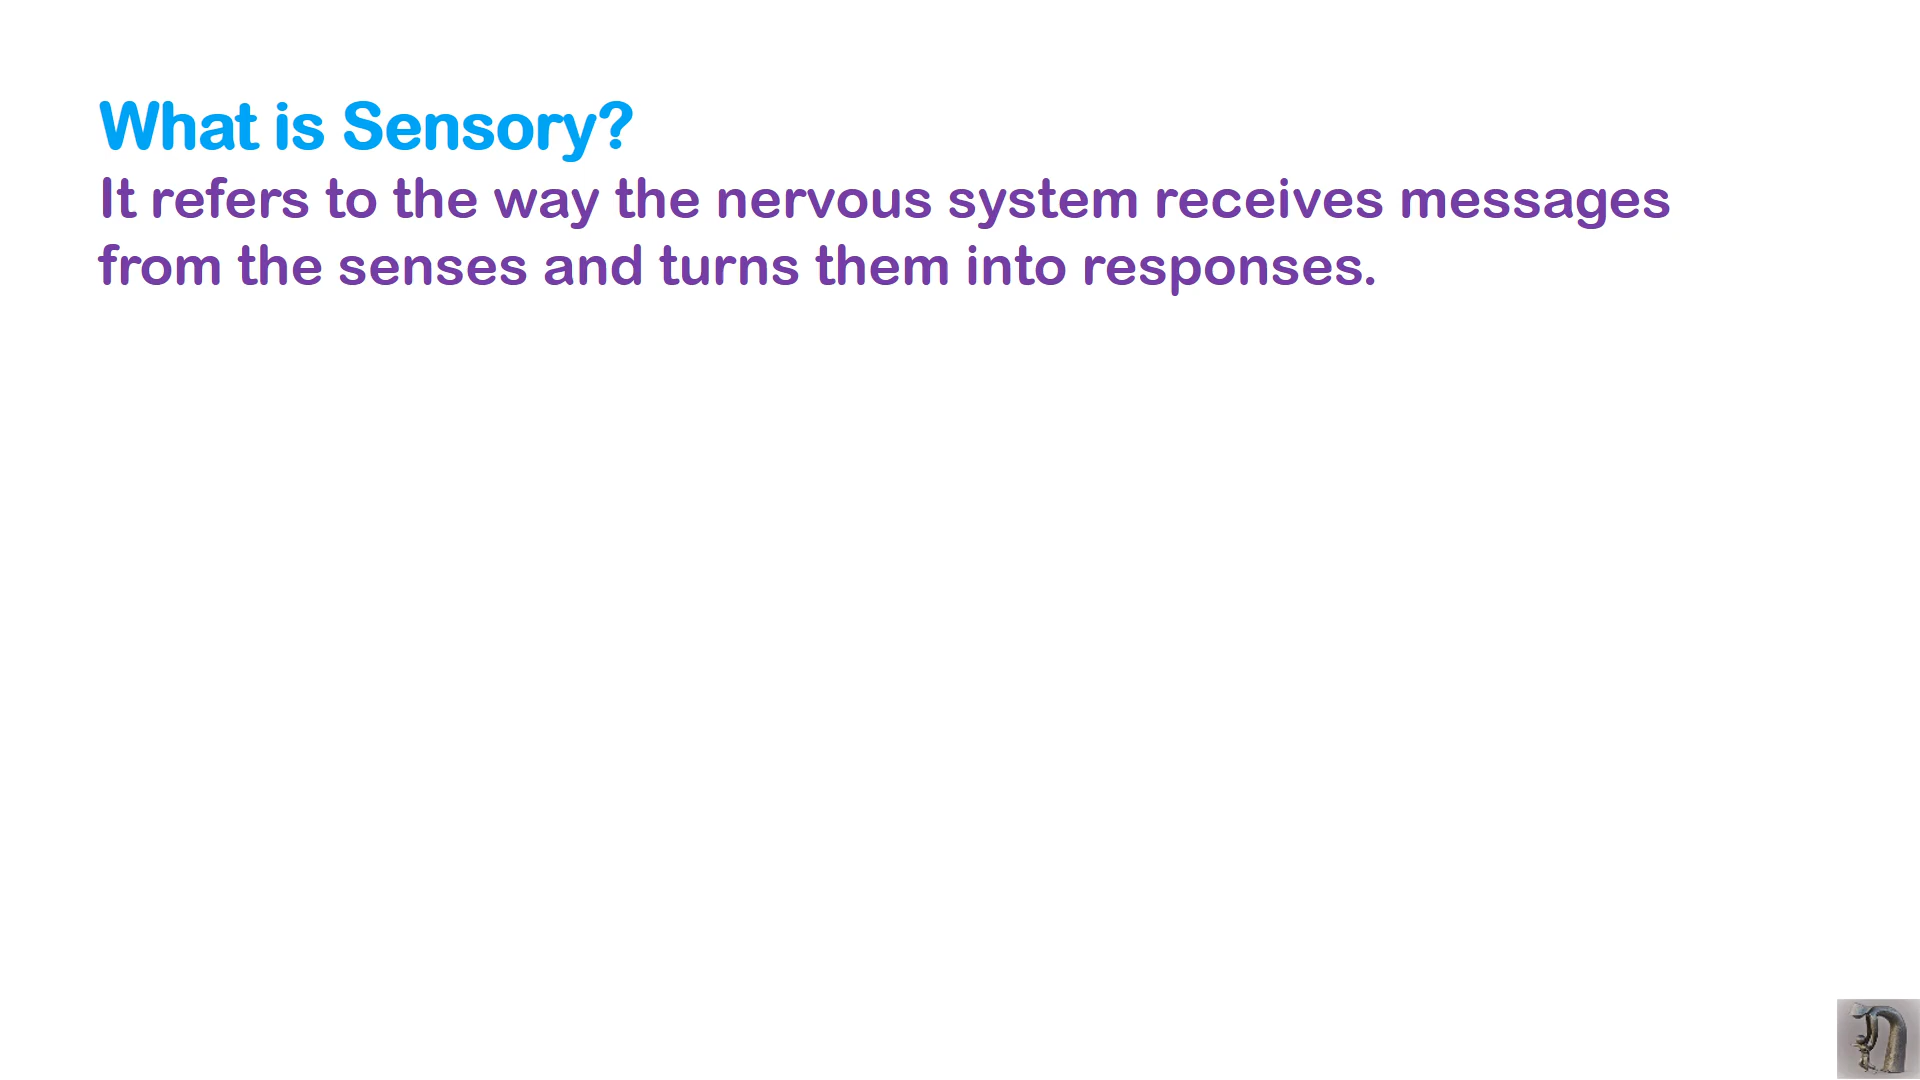 What is Sensory?
It refers to the way the nervous system receives messages
from the senses and turns them into responses.